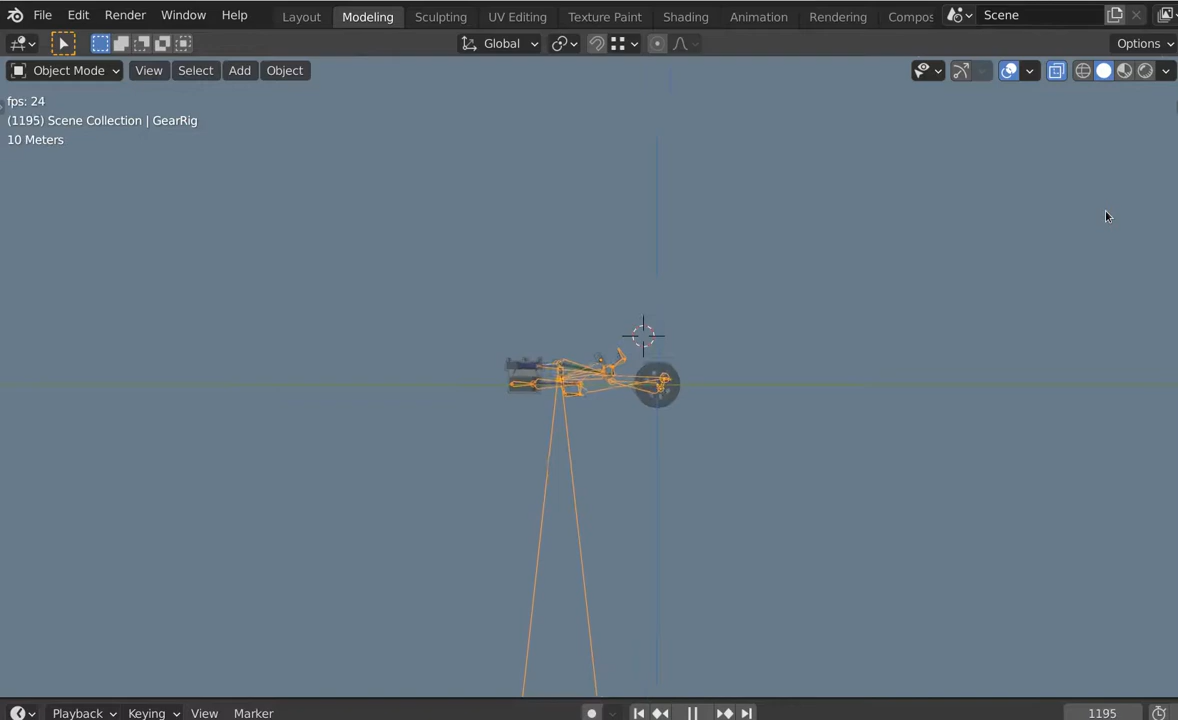 File Edit Render Window Help Layout Modeling Sculpting UV Editing Texture Paint Shading Animation Rendering Compos Scene
Global Options
Object Mode View Select Add Object
fps: 24
(1195) Scene Collection | GearRig
10 Meters
Playback Keying View Marker 1195